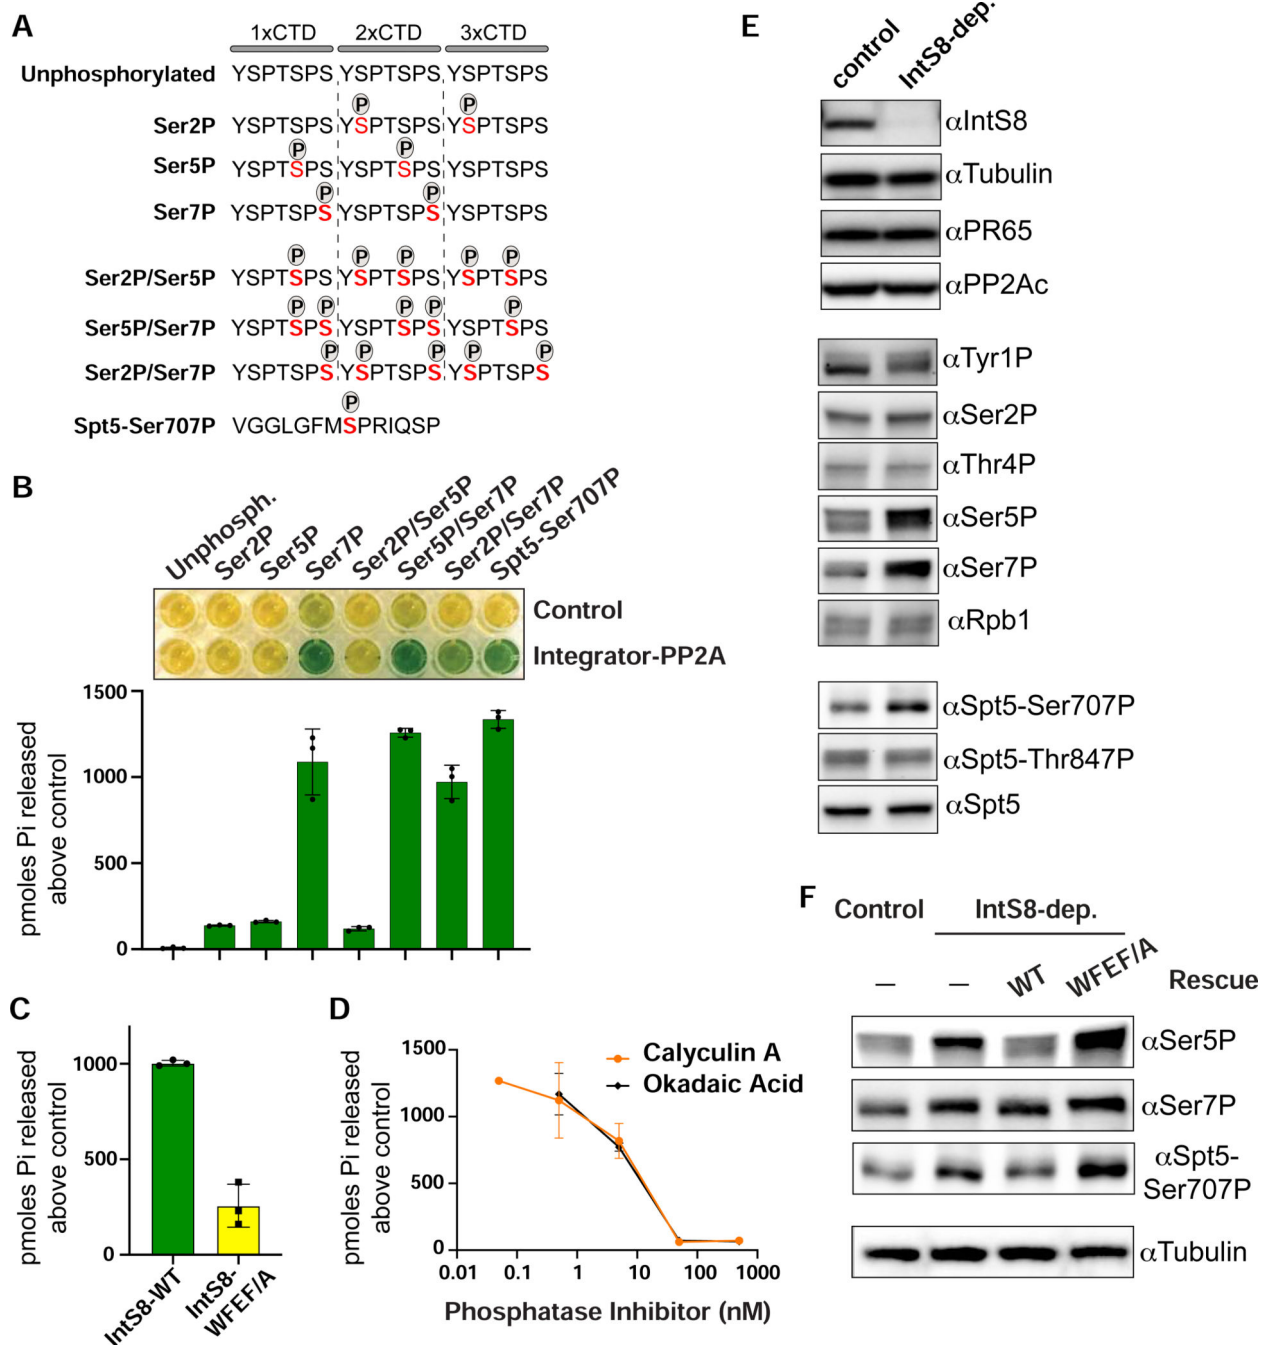 A
1xCTD 2xCTD 3xCTD
Unphosphorylated YSPTSPS YSPTSPS YSPTSPS
P P
Ser2P YSPTSPS YSPTSPS YSPTSPS
P P
Ser5P YSPTSPS YSPTSPS YSPTSPS
P P
Ser7P YSPTSPS YSPTSPS YSPTSPS
P P P P P
Ser2P/Ser5P YSPTSPS YSPTSPS YSPTSPS
P P P P P
Ser5P/Ser7P YSPTSPS YSPTSPS YSPTSPS
P P P P P
Ser2P/Ser7P YSPTSPS YSPTSPS YSPTSPS
P
Spt5-Ser707P VGGLGFMSPRIQSP
B
Unphosph. Ser2P Ser5P Ser7P Ser2P/Ser5P Ser5P/Ser7P Ser2P/Ser7P Spt5-Ser707P
Control
Integrator-PP2A
pmoles Pi released
above control
1500
1000
500
0
C
pmoles Pi released
above control
1000
500
0
IntS8-WT
IntS8-
WFEF/A
D
pmoles Pi released
above control
1500
1000
500
0
Calyculin A
Okadaic Acid
0.01 0.1 1 10 100 1000
Phosphatase Inhibitor (nM)
E
control IntS8-dep.
αIntS8
αTubulin
αPR65
αPP2Ac
αTyr1P
αSer2P
αThr4P
αSer5P
αSer7P
αRpb1
αSpt5-Ser707P
αSpt5-Thr847P
αSpt5
F
Control IntS8-dep.
– – WT WFEF/A Rescue
αSer5P
αSer7P
αSpt5-
Ser707P
αTubulin